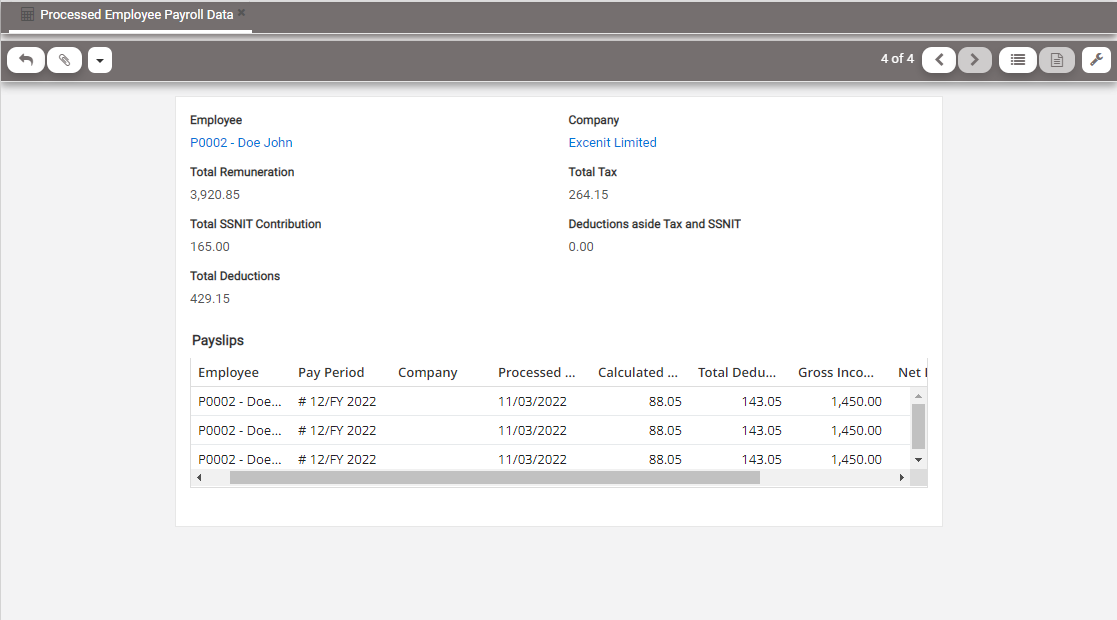 Processed Employee Payroll Data
4 of 4
Employee Company
P0002 - Doe John Excenit Limited
Total Remuneration Total Tax
3,920.85 264.15
Total SSNIT Contribution Deductions aside Tax and SSNIT
165.00 0.00
Total Deductions
429.15
Payslips
Employee Pay Period Company Processed ... Calculated ... Total Dedu... Gross Inco... Net
P0002 - Doe... # 12/FY 2022 11/03/2022 88.05 143.05 1,450.00
P0002 - Doe... # 12/FY 2022 11/03/2022 88.05 143.05 1,450.00
P0002 - Doe... # 12/FY 2022 11/03/2022 88.05 143.05 1,450.00